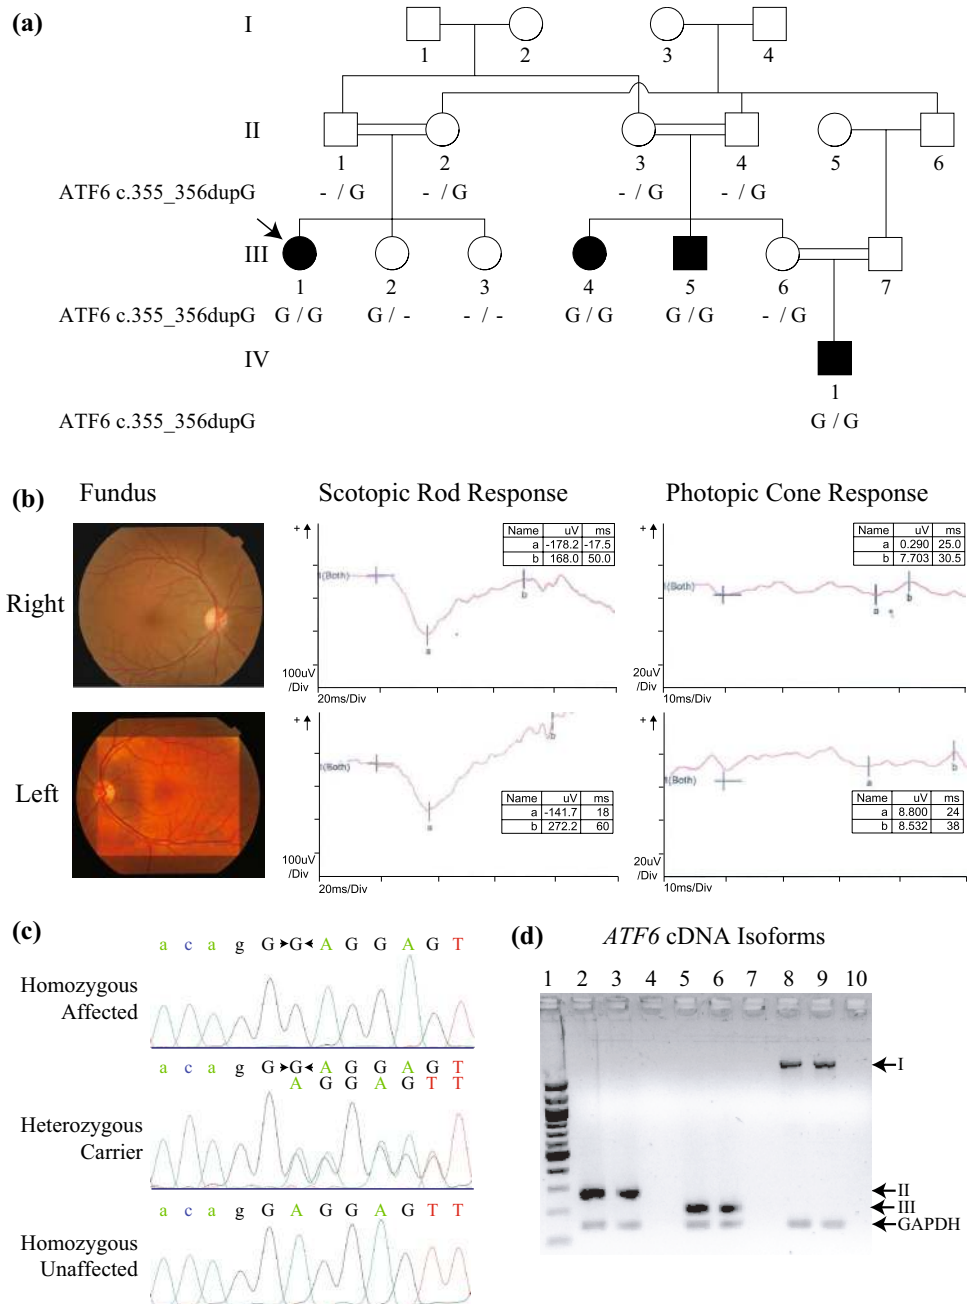 (a)
I
1 2 3 4
II
1 2 3 4 5 6
ATF6 c.355_356dupG - / G - / G - / G - / G
III
1 2 3 4 5 6 7
ATF6 c.355_356dupG G / G G / - - / - G / G G / G - / G
IV
1
ATF6 c.355_356dupG G / G
(b) Fundus Scotopic Rod Response Photopic Cone Response
Right
+
Name uV ms
a -178.2 -17.5
b 168.0 50.0
(Both)
a
b
100uV
/Div
20ms/Div
+
Name uV ms
a 0.290 25.0
b 7.703 30.5
(Both)
a
b
20uV
/Div
10ms/Div
Left
+
(Both)
a
b
Name uV ms
a -141.7 18
b 272.2 60
100uV
/Div
20ms/Div
+
(Both)
a
b
Name uV ms
a 8.800 24
b 8.532 38
20uV
/Div
10ms/Div
(c)
a c a g G G A G G A G T
Homozygous
Affected
a c a g G G A G G A G T
A G G A G T T
Heterozygous
Carrier
a c a g G A G G A G T T
Homozygous
Unaffected
(d) ATF6 cDNA Isoforms
1 2 3 4 5 6 7 8 9 10
I
II
III
GAPDH